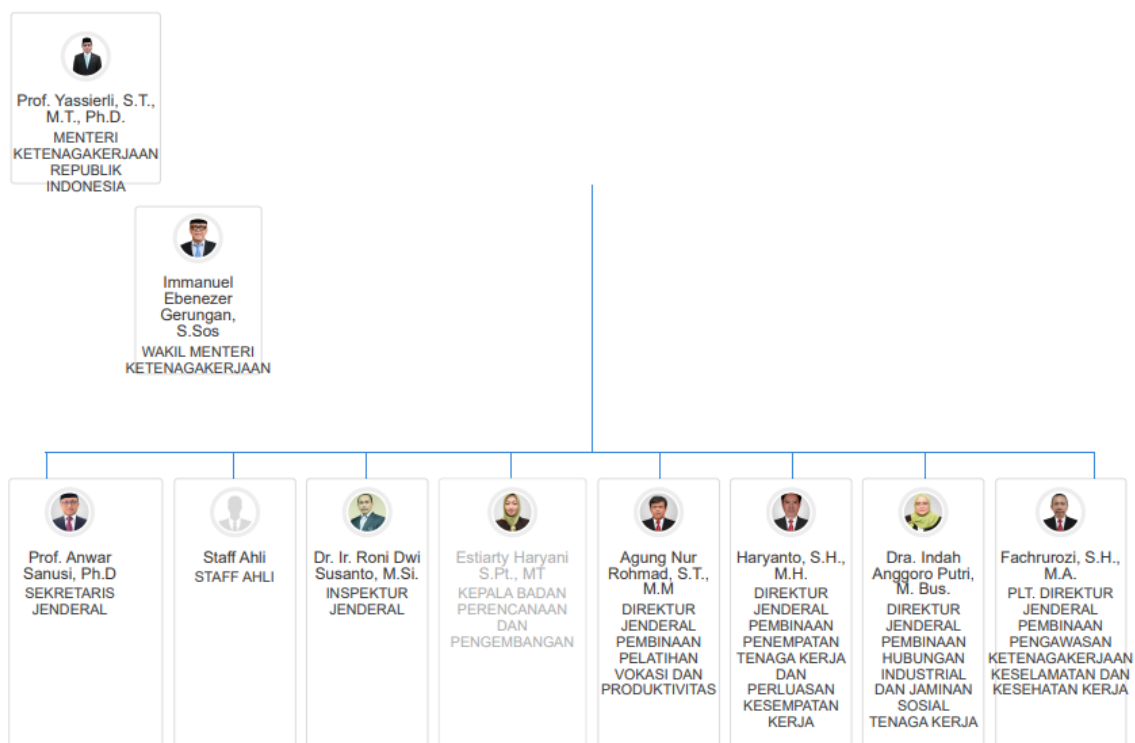 Prof. Yassierli, S.T.,
M.T., Ph.D.
MENTERI
KETENAGAKERJAAN
REPUBLIK
INDONESIA
Immanuel
Ebenezer
Gerungan,
S.Sos
WAKIL MENTERI
KETENAGAKERJAAN
Prof. Anwar
Sanusi, Ph.D
SEKRETARIS
JENDERAL
Staff Ahli
STAFF AHLI
Dr. Ir. Roni Dwi
Susanto, M.Si.
INSPEKTUR
JENDERAL
Estiarty Haryani
S.Pt., MT
KEPALA BADAN
PERENCANAAN
DAN
PENGEMBANGAN
Agung Nur
Rohmad, S.T.,
M.M
DIREKTUR
JENDERAL
PEMBINAAN
PELATIHAN
VOKASI DAN
PRODUKTIVITAS
Haryanto, S.H.,
M.H.
DIREKTUR
JENDERAL
PEMBINAAN
PENEMPATAN
TENAGA KERJA
DAN
PERLUASAN
KESEMPATAN
KERJA
Dra. Indah
Anggoro Putri,
M. Bus.
DIREKTUR
JENDERAL
PEMBINAAN
HUBUNGAN
INDUSTRIAL
DAN JAMINAN
SOSIAL
TENAGA KERJA
Fachrurozi, S.H.,
M.A.
PLT. DIREKTUR
JENDERAL
PEMBINAAN
PENGAWASAN
KETENAGAKERJAAN
KESELAMATAN DAN
KESEHATAN KERJA